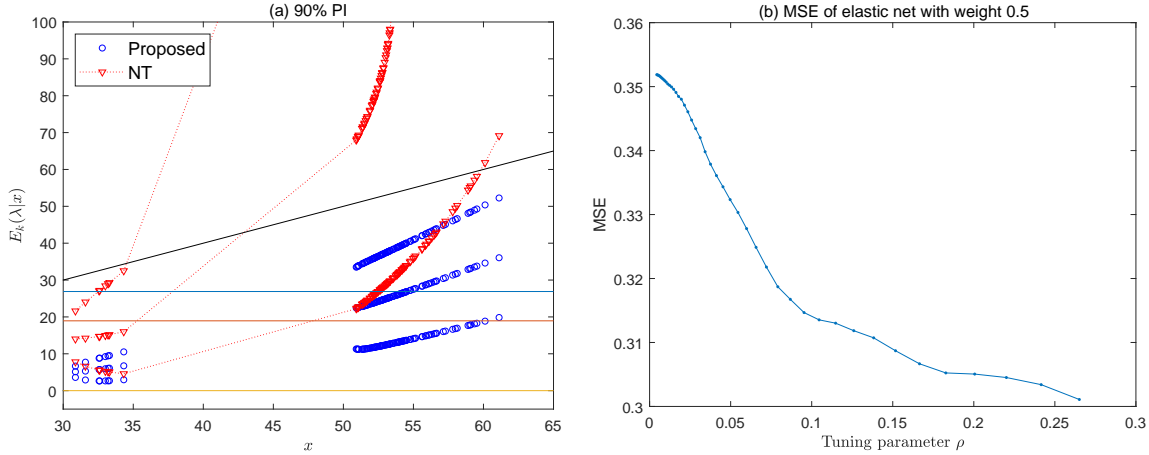 (a) 90% PI
Proposed
NT
100
90
80
70
60
50
40
30
20
10
0
E_k(λ|x)
30 35 40 45 50 55 60 65
x
(b) MSE of elastic net with weight 0.5
0.36
0.35
0.34
0.33
0.32
0.31
0.3
MSE
0 0.05 0.1 0.15 0.2 0.25 0.3
Tuning parameter ρ